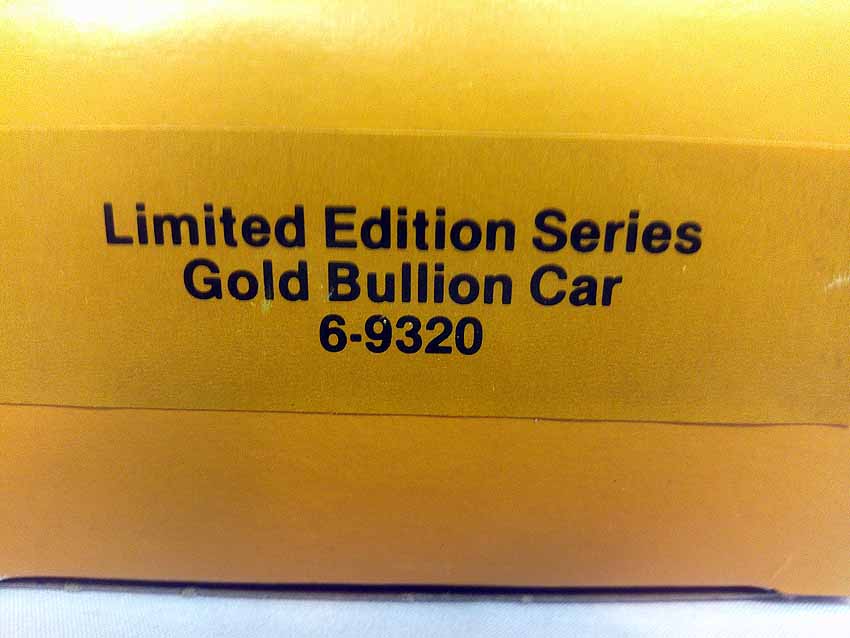 Limited Edition Series
Gold Bullion Car
6-9320